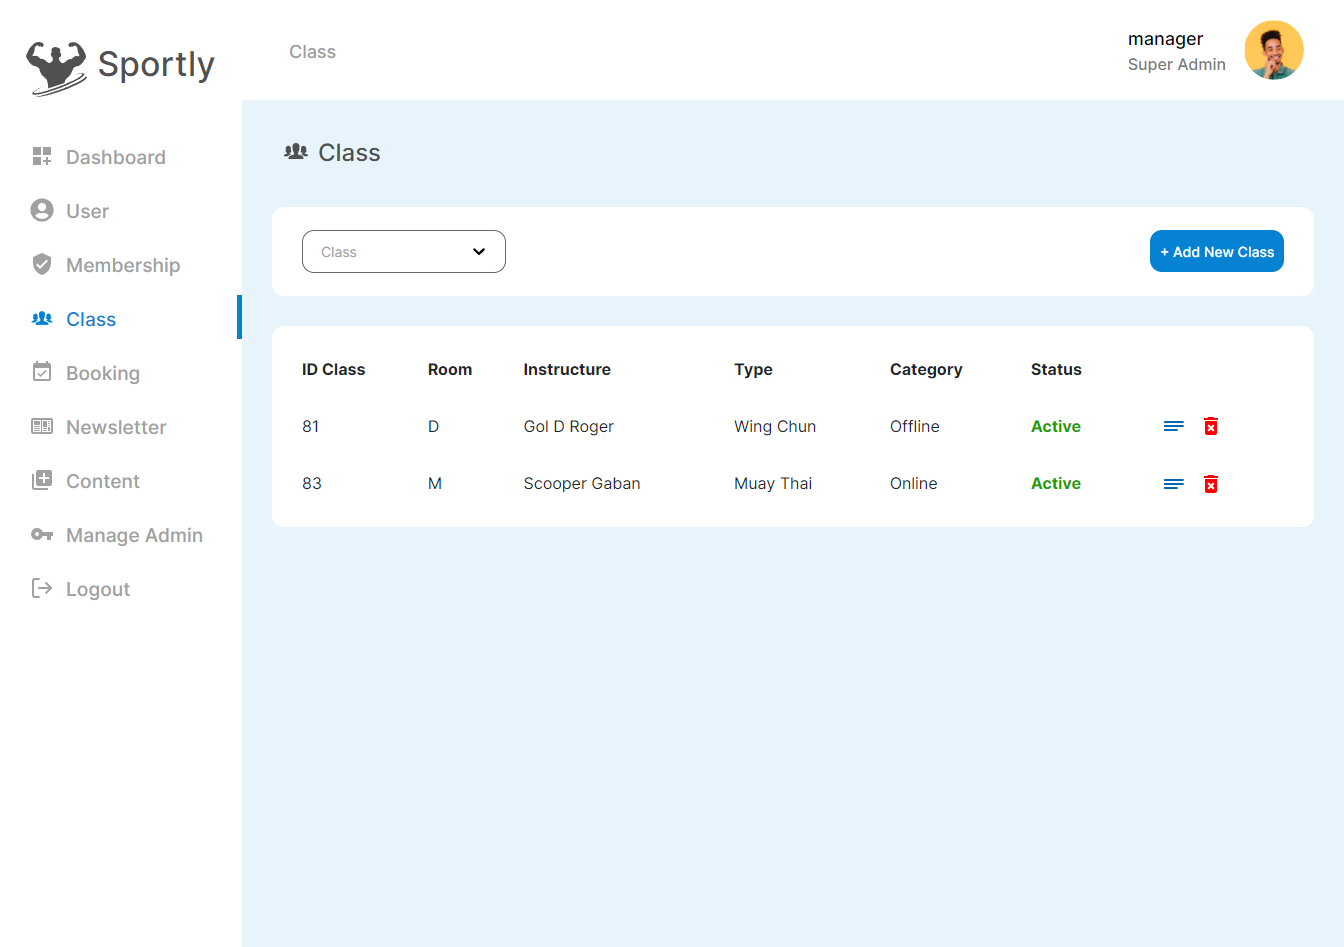 Sportly
Class
manager
Super Admin
Dashboard
User
Membership
Class
Booking
Newsletter
Content
Manage Admin
Logout
Class
Class
+ Add New Class
ID Class Room Instructure Type Category Status
81 D Gol D Roger Wing Chun Offline Active
83 M Scooper Gaban Muay Thai Online Active